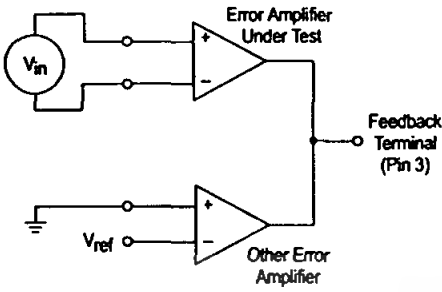 Error Amplifier
Under Test
+
Vin
−
Feedback
Terminal
(Pin 3)
+
Vref
−
Other Error
Amplifier